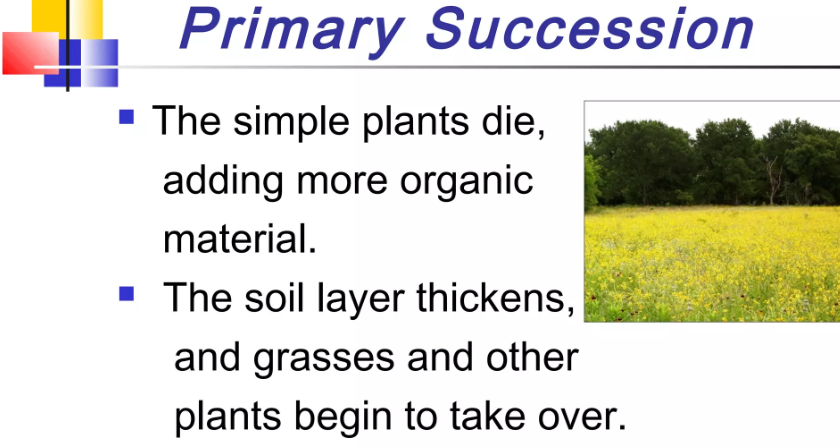 Primary Succession
The simple plants die,
adding more organic
material.
The soil layer thickens,
and grasses and other
plants begin to take over.